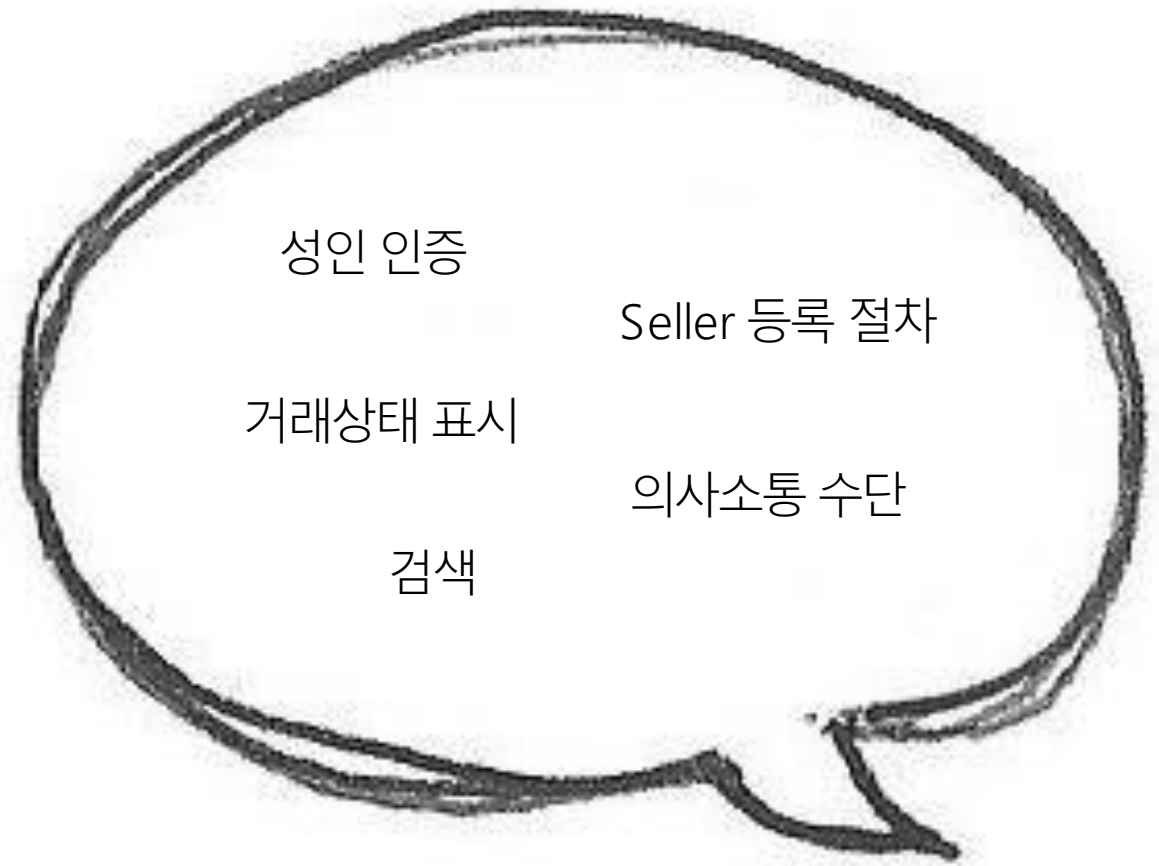 성인 인증
Seller 등록 절차
거래상태 표시
의사소통 수단
검색